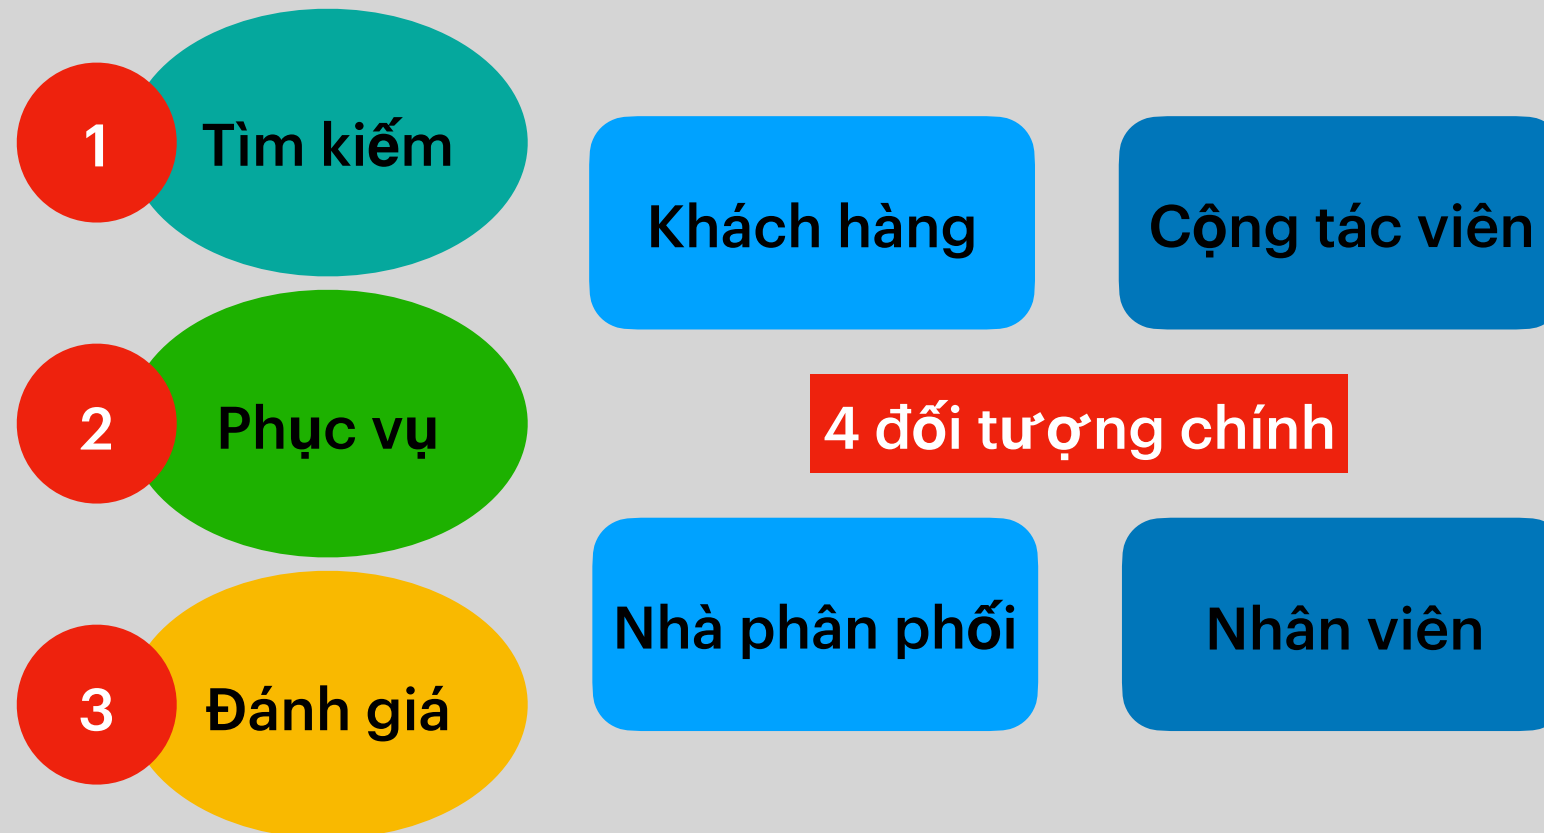 1
Tìm kiếm
2
Phục vụ
3
Đánh giá
Khách hàng
Cộng tác viên
4 đối tượng chính
Nhà phân phối
Nhân viên